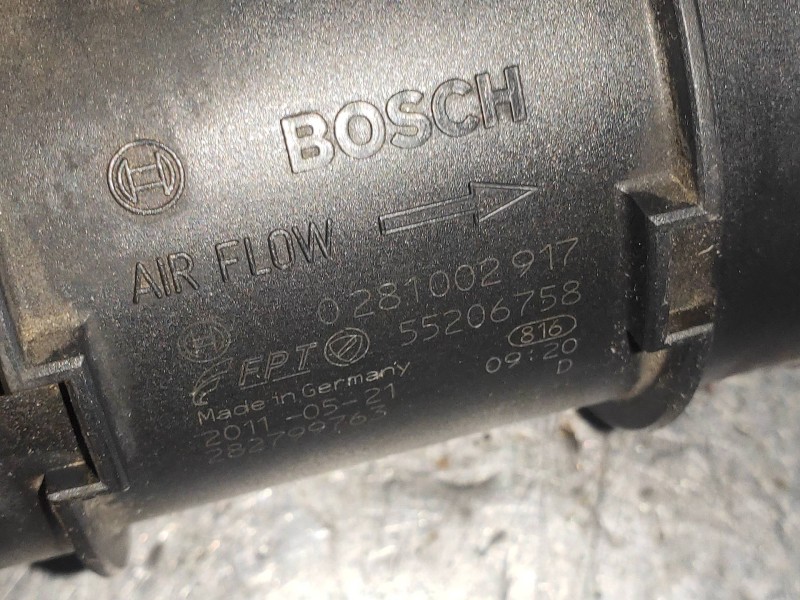 BOSCH
AIR FLOW
0 281 002 917
FPT 55206758
816
Made in Germany 09:20
2011-05-21 D
282799763